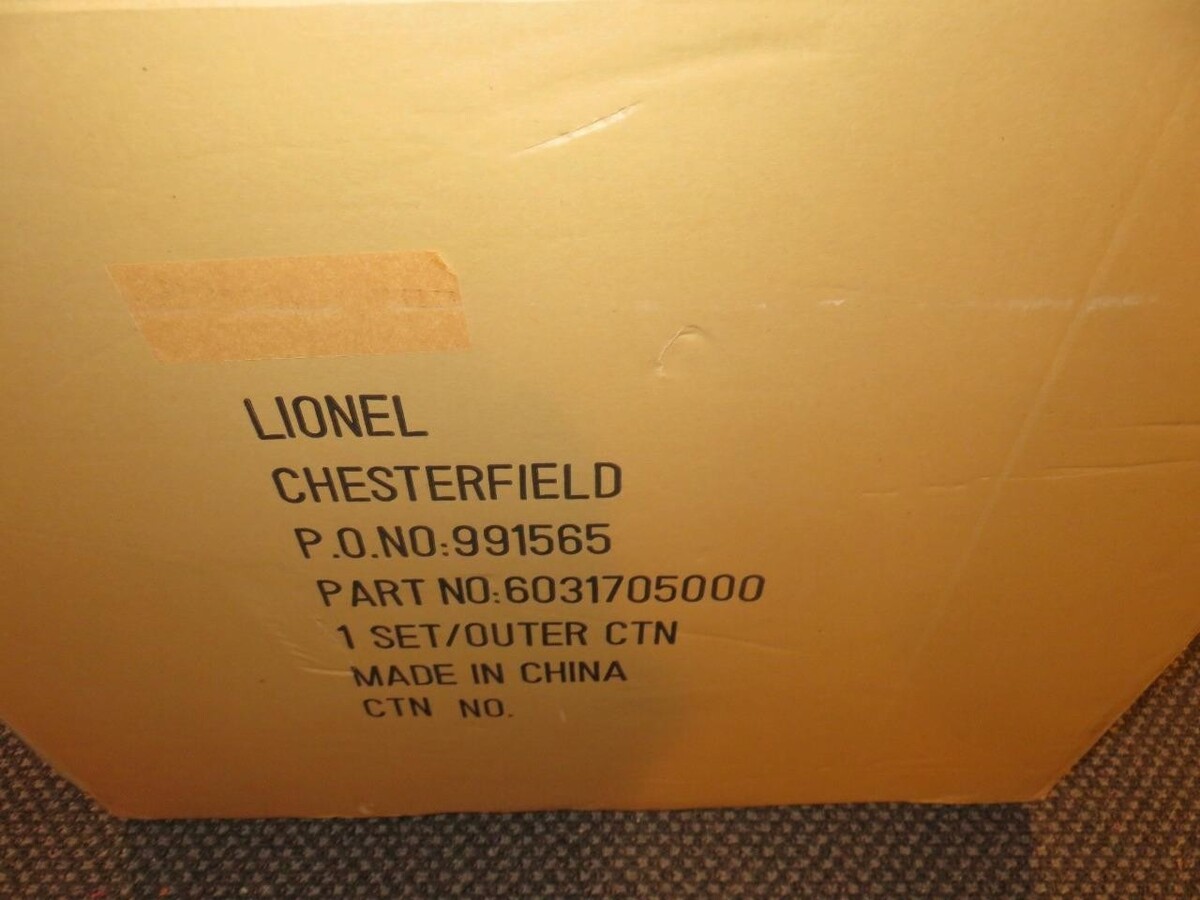 LIONEL
CHESTERFIELD
P.O.NO:991565
PART NO:6031705000
1 SET/OUTER CTN
MADE IN CHINA
CTN NO.